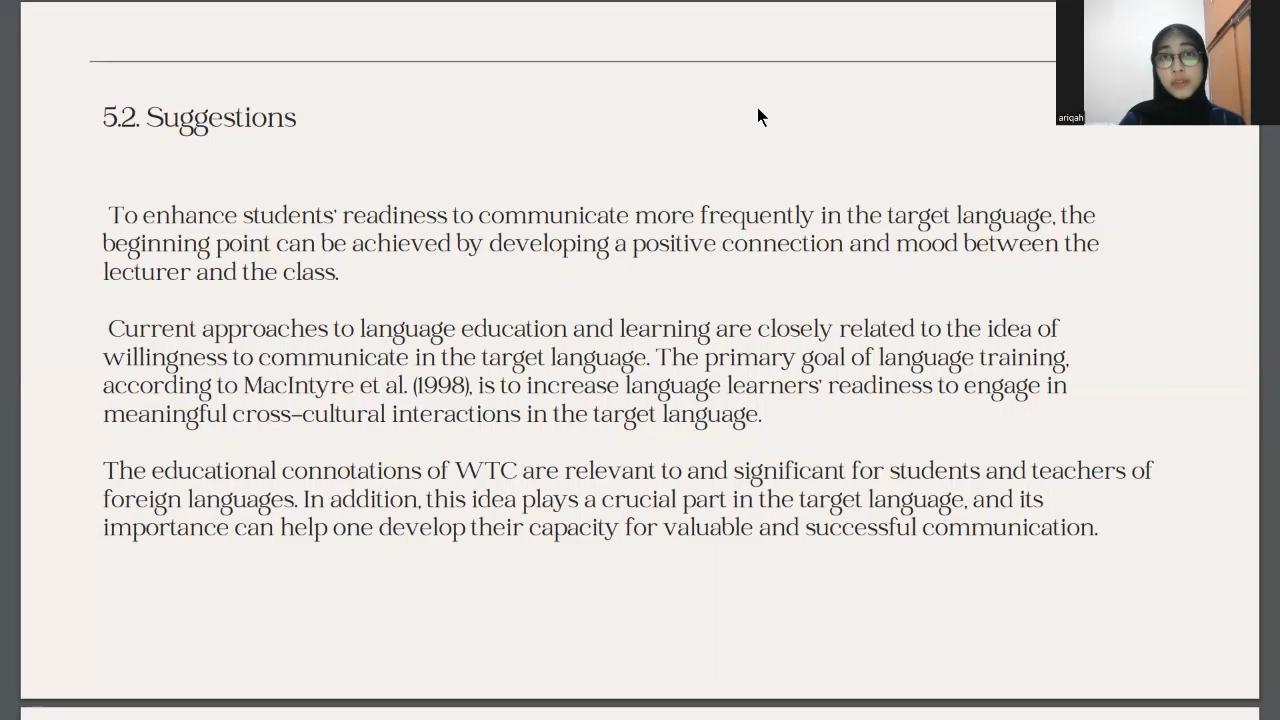 5.2. Suggestions
To enhance students' readiness to communicate more frequently in the target language, the
beginning point can be achieved by developing a positive connection and mood between the
lecturer and the class.
Current approaches to language education and learning are closely related to the idea of
willingness to communicate in the target language. The primary goal of language training,
according to MacIntyre et al. (1998), is to increase language learners' readiness to engage in
meaningful cross-cultural interactions in the target language.
The educational connotations of WTC are relevant to and significant for students and teachers of
foreign languages. In addition, this idea plays a crucial part in the target language, and its
importance can help one develop their capacity for valuable and successful communication.
ariqah